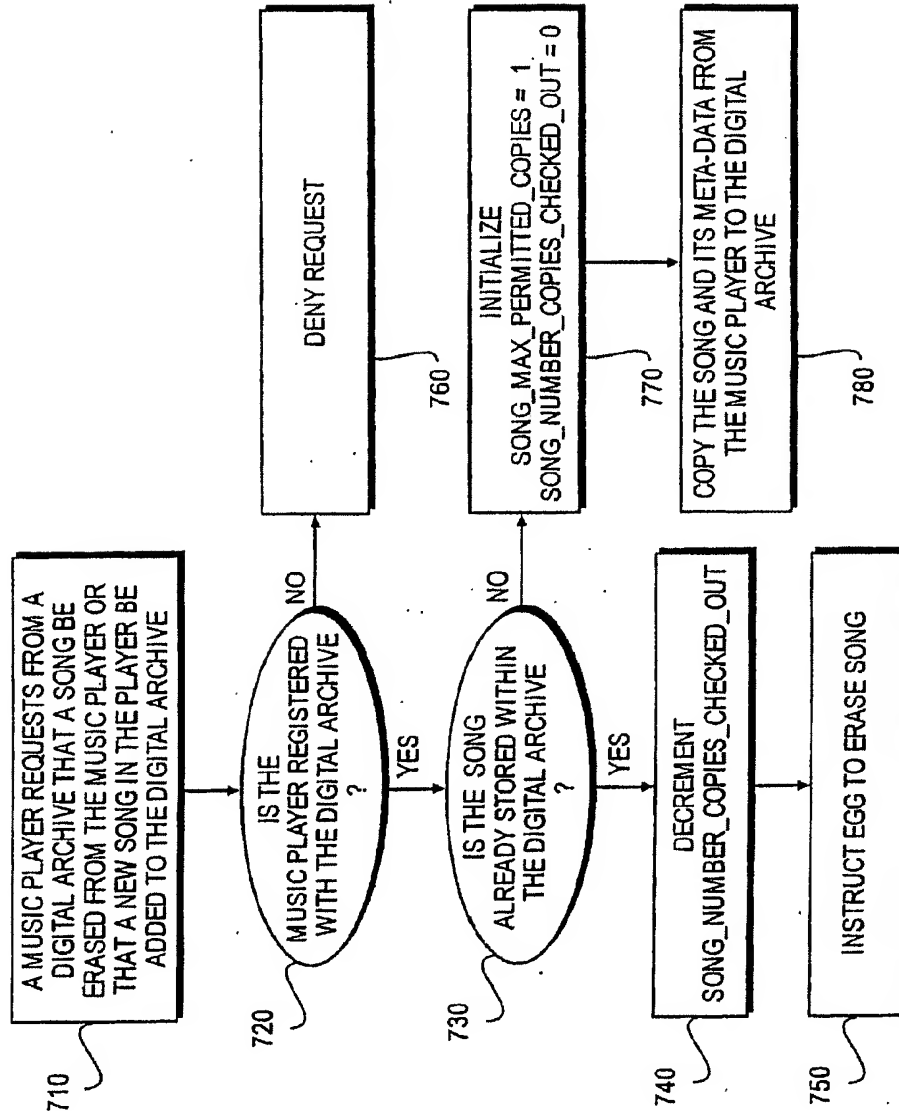 710
A MUSIC PLAYER REQUESTS FROM A
DIGITAL ARCHIVE THAT A SONG BE
ERASED FROM THE MUSIC PLAYER OR
THAT A NEW SONG IN THE PLAYER BE
ADDED TO THE DIGITAL ARCHIVE
720
IS THE
MUSIC PLAYER REGISTERED
WITH THE DIGITAL ARCHIVE
?
NO
DENY REQUEST
760
YES
730
IS THE SONG
ALREADY STORED WITHIN
THE DIGITAL ARCHIVE
?
NO
INITIALIZE
SONG_MAX_PERMITTED_COPIES = 1
SONG_NUMBER_COPIES_CHECKED_OUT = 0
770
COPY THE SONG AND ITS META-DATA FROM
THE MUSIC PLAYER TO THE DIGITAL
ARCHIVE
780
YES
740
DECREMENT
SONG_NUMBER_COPIES_CHECKED_OUT
750
INSTRUCT EGG TO ERASE SONG